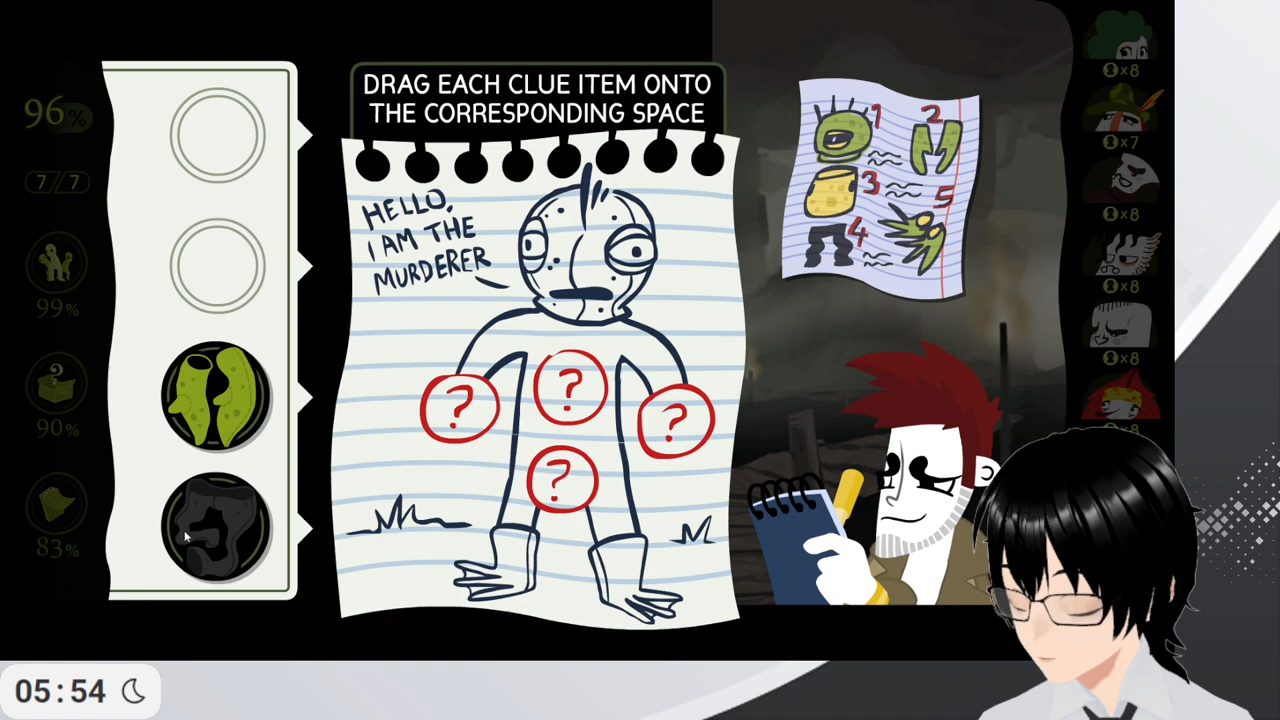 DRAG EACH CLUE ITEM ONTO
THE CORRESPONDING SPACE
96%
7/7
99%
90%
83%
HELLO,
I AM THE
MURDERER
?
?
?
?
1
2
3
4
5
x8
x7
x8
x8
x8
x8
05:54